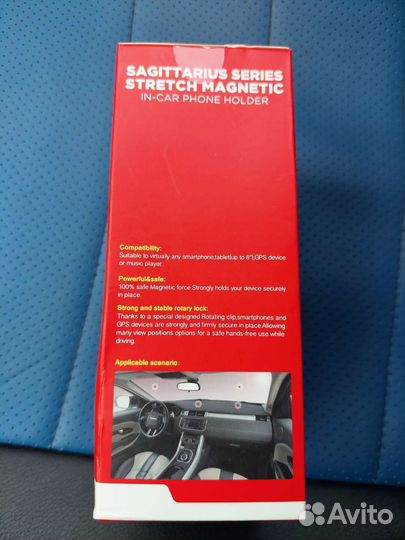 SAGITTARIUS SERIES
STRETCH MAGNETIC
IN-CAR PHONE HOLDER
Compatibility:
Suitable to virtually any smartphone,tablet(up to 8"),GPS device
or music player.
Powerful&safe:
100% safe Magnetic force Strongly holds your device securely
in place.
Strong and stable rotary lock:
Thanks to a special designed Rotating clip,smartphones and
GPS devices are strongly and firmly secure in place.Allowing
many view positions options for a safe hands-free use while
driving.
Applicable scenario:
Avito